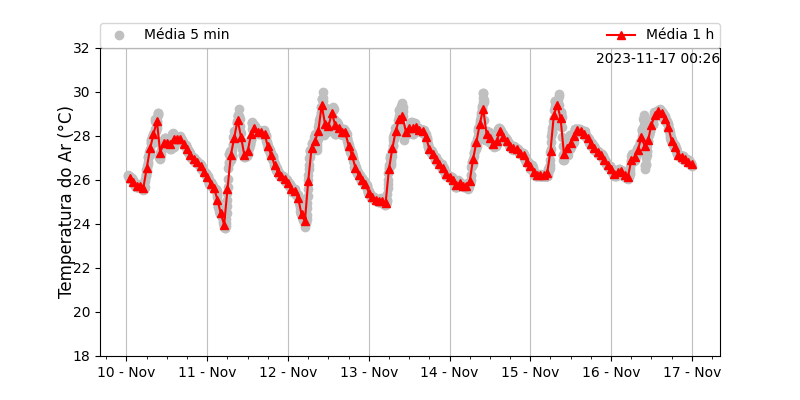 Média 5 min
Média 1 h
2023-11-17 00:26
Temperatura do Ar (°C)
32
30
28
26
24
22
20
18
10 - Nov
11 - Nov
12 - Nov
13 - Nov
14 - Nov
15 - Nov
16 - Nov
17 - Nov